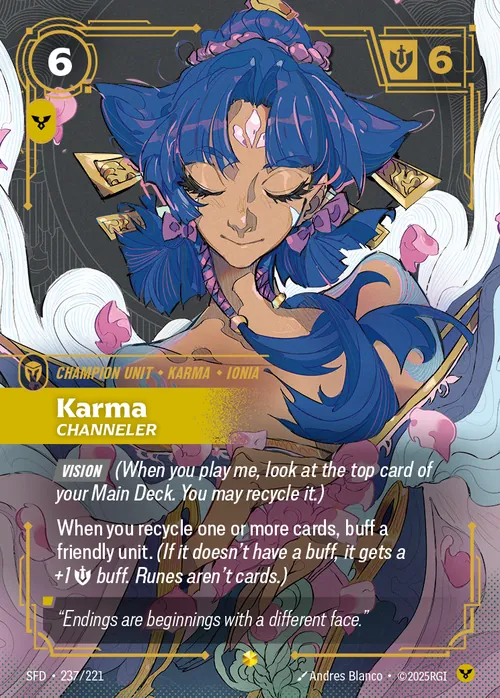 6
6
CHAMPION UNIT • KARMA • IONIA
Karma
CHANNELER
VISION (When you play me, look at the top card of
your Main Deck. You may recycle it.)
When you recycle one or more cards, buff a
friendly unit. (If it doesn't have a buff, it gets a
+1 buff. Runes aren't cards.)
“Endings are beginnings with a different face.”
SFD • 237/221
Andres Blanco • ©2025RGI